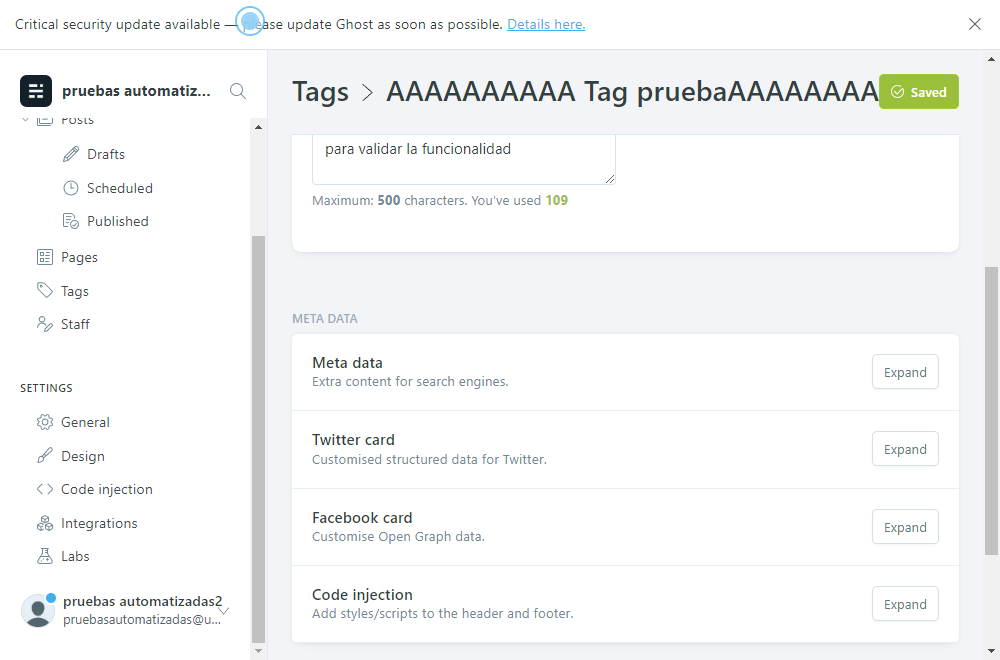 Critical security update available — please update Ghost as soon as possible. Details here.
pruebas automatiz...
Posts
Drafts
Scheduled
Published
Pages
Tags
Staff
SETTINGS
General
Design
Code injection
Integrations
Labs
pruebas automatizadas2
pruebasautomatizadas@u...
Tags > AAAAAAAAAA Tag pruebaAAAAAAAA
Saved
para validar la funcionalidad
Maximum: 500 characters. You've used 109
META DATA
Meta data
Extra content for search engines.
Expand
Twitter card
Customised structured data for Twitter.
Expand
Facebook card
Customise Open Graph data.
Expand
Code injection
Add styles/scripts to the header and footer.
Expand